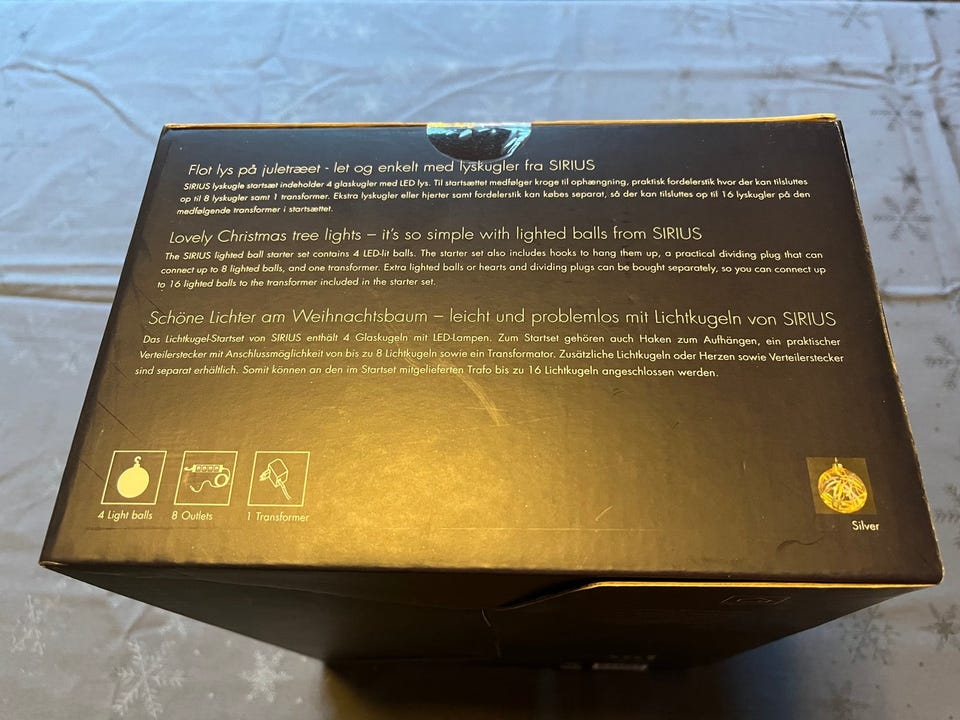 Flot lys på juletræet - let og enkelt med lyskugler fra SIRIUS
SIRIUS lyskugle startsæt indeholder 4 glaskugler med LED lys. Til startsættet medfølger kroge til ophængning, praktisk fordelerstik hvor der kan tilsluttes
op til 8 lyskugler samt 1 transformer. Ekstra lyskugler eller hjerter samt fordelerstik kan købes separat, så der kan tilsluttes op til 16 lyskugler på den
medfølgende transformer i startsættet.
Lovely Christmas tree lights – it's so simple with lighted balls from SIRIUS
The SIRIUS lighted ball starter set contains 4 LED-lit balls. The starter set also includes hooks to hang them up, a practical dividing plug that can
connect up to 8 lighted balls, and one transformer. Extra lighted balls or hearts and dividing plugs can be bought separately, so you can connect up
to 16 lighted balls to the transformer included in the starter set.
Schöne Lichter am Weihnachtsbaum – leicht und problemlos mit Lichtkugeln von SIRIUS
Das Lichtkugel-Startset von SIRIUS enthält 4 Glaskugeln mit LED-Lampen. Zum Startset gehören auch Haken zum Aufhängen, ein praktischer
Verteilerstecker mit Anschlussmöglichkeit von bis zu 8 Lichtkugeln sowie ein Transformator. Zusätzliche Lichtkugeln oder Herzen sowie Verteilerstecker
sind separat erhältlich. Somit können an den im Startset mitgelieferten Trafo bis zu 16 Lichtkugeln angeschlossen werden.
4 Light balls
8 Outlets
1 Transformer
Silver